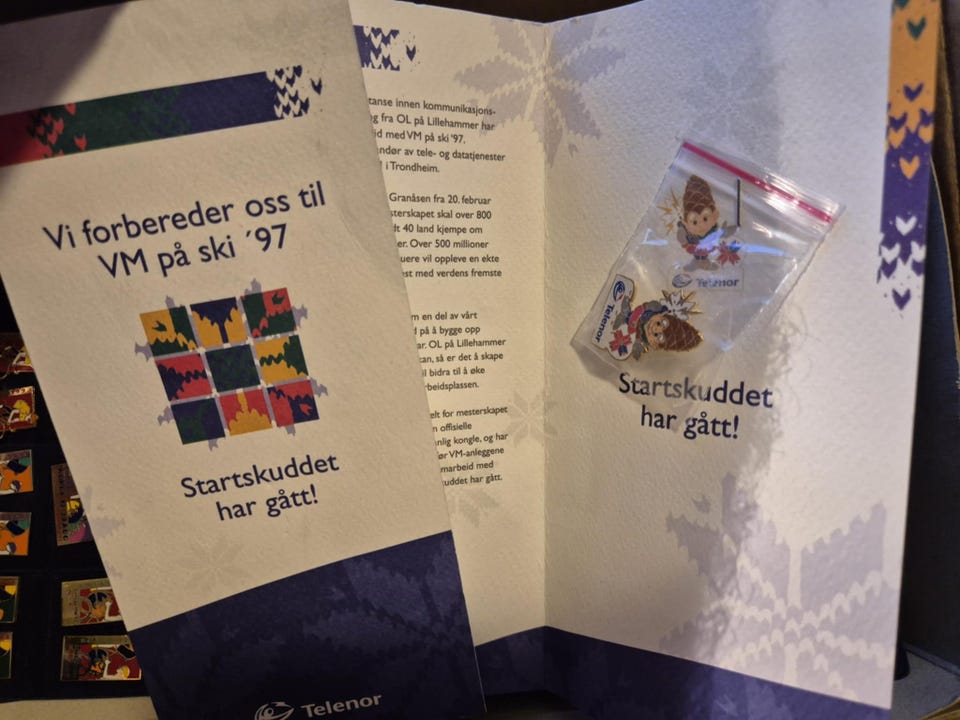 Vi forbereder oss til
VM på ski '97
Startskuddet
har gått!
Telenor
tanse innen kommunikasjons-
g fra OL på Lillehammer har
id med VM på ski '97.
ndør av tele- og datatjenester
i Trondheim.
Granåsen fra 20. februar
sterskapet skal over 800
dt 40 land kjempe om
er. Over 500 millioner
uere vil oppleve en ekte
est med verdens fremste
m en del av vårt
på å bygge opp
ar. OL på Lillehammer
tan, så er det å skape
il bidra til å øke
rbeidsplassen.
elt for mesterskapet
n offisielle
nlig kongle, og har
ør VM-anleggene
marbeid med
uddet har gått.
Telenor
Telenor
Startskuddet
har gått!